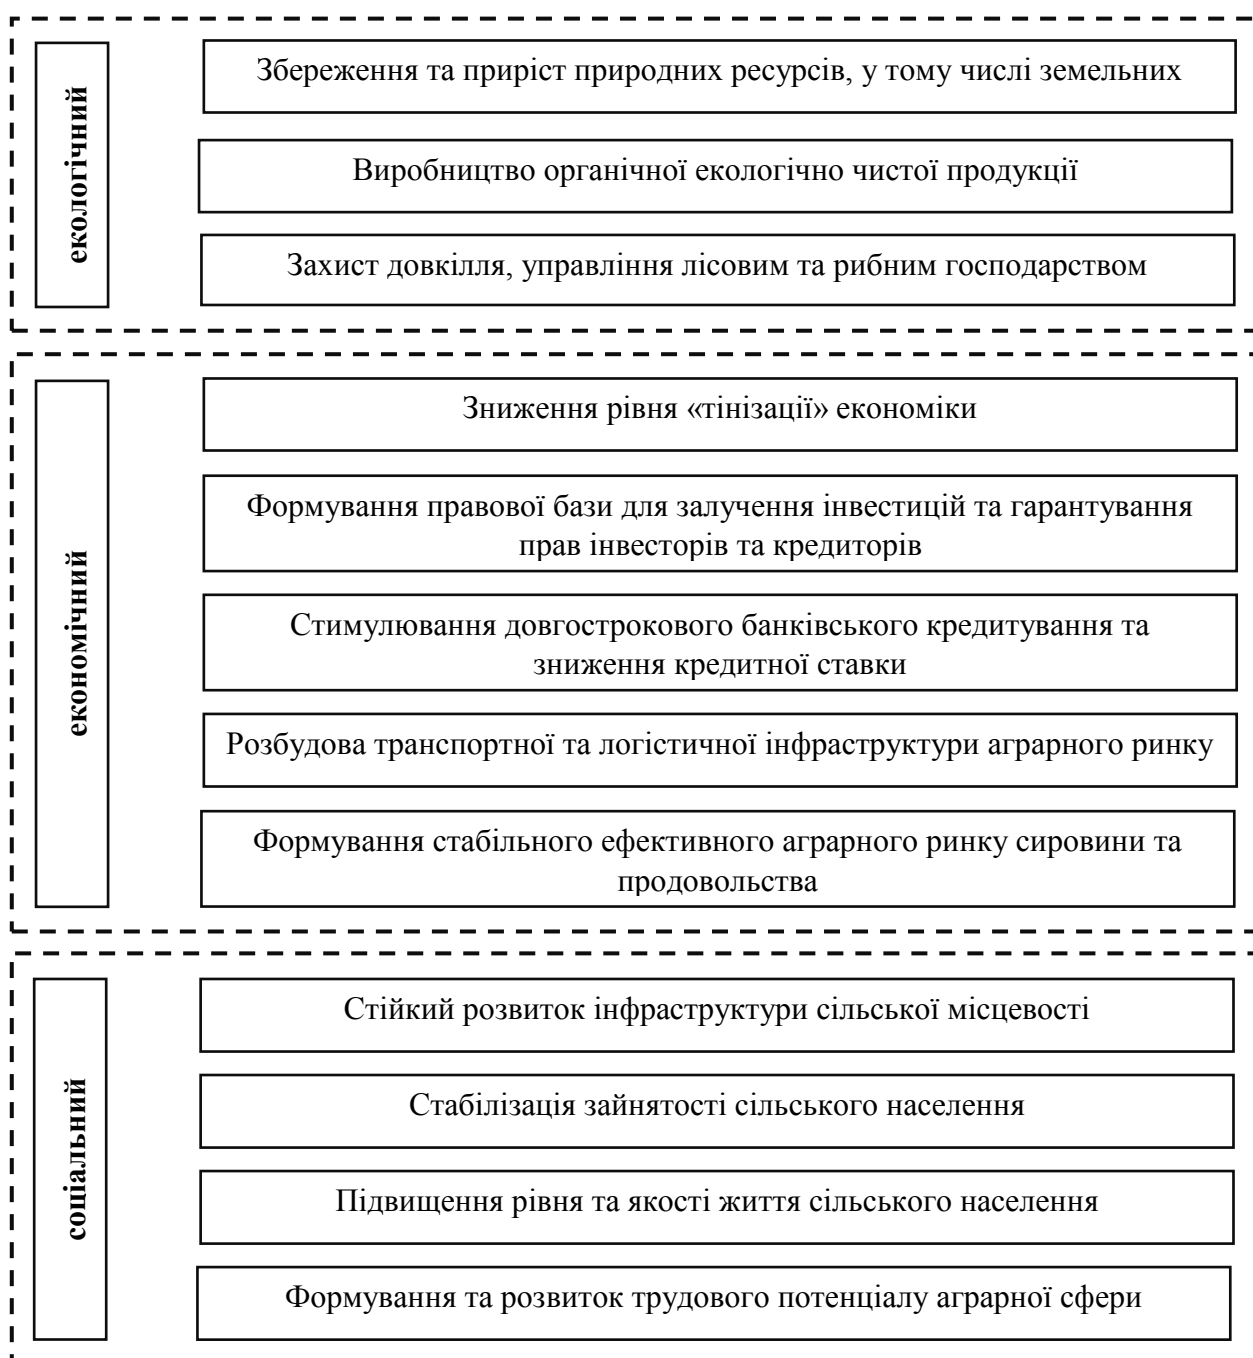 екологічний
Збереження та приріст природних ресурсів, у тому числі земельних
Виробництво органічної екологічно чистої продукції
Захист довкілля, управління лісовим та рибним господарством
економічний
Зниження рівня «тінізації» економіки
Формування правової бази для залучення інвестицій та гарантування
прав інвесторів та кредиторів
Стимулювання довгострокового банківського кредитування та
зниження кредитної ставки
Розбудова транспортної та логістичної інфраструктури аграрного ринку
Формування стабільного ефективного аграрного ринку сировини та
продовольства
соціальний
Стійкий розвиток інфраструктури сільської місцевості
Стабілізація зайнятості сільського населення
Підвищення рівня та якості життя сільського населення
Формування та розвиток трудового потенціалу аграрної сфери